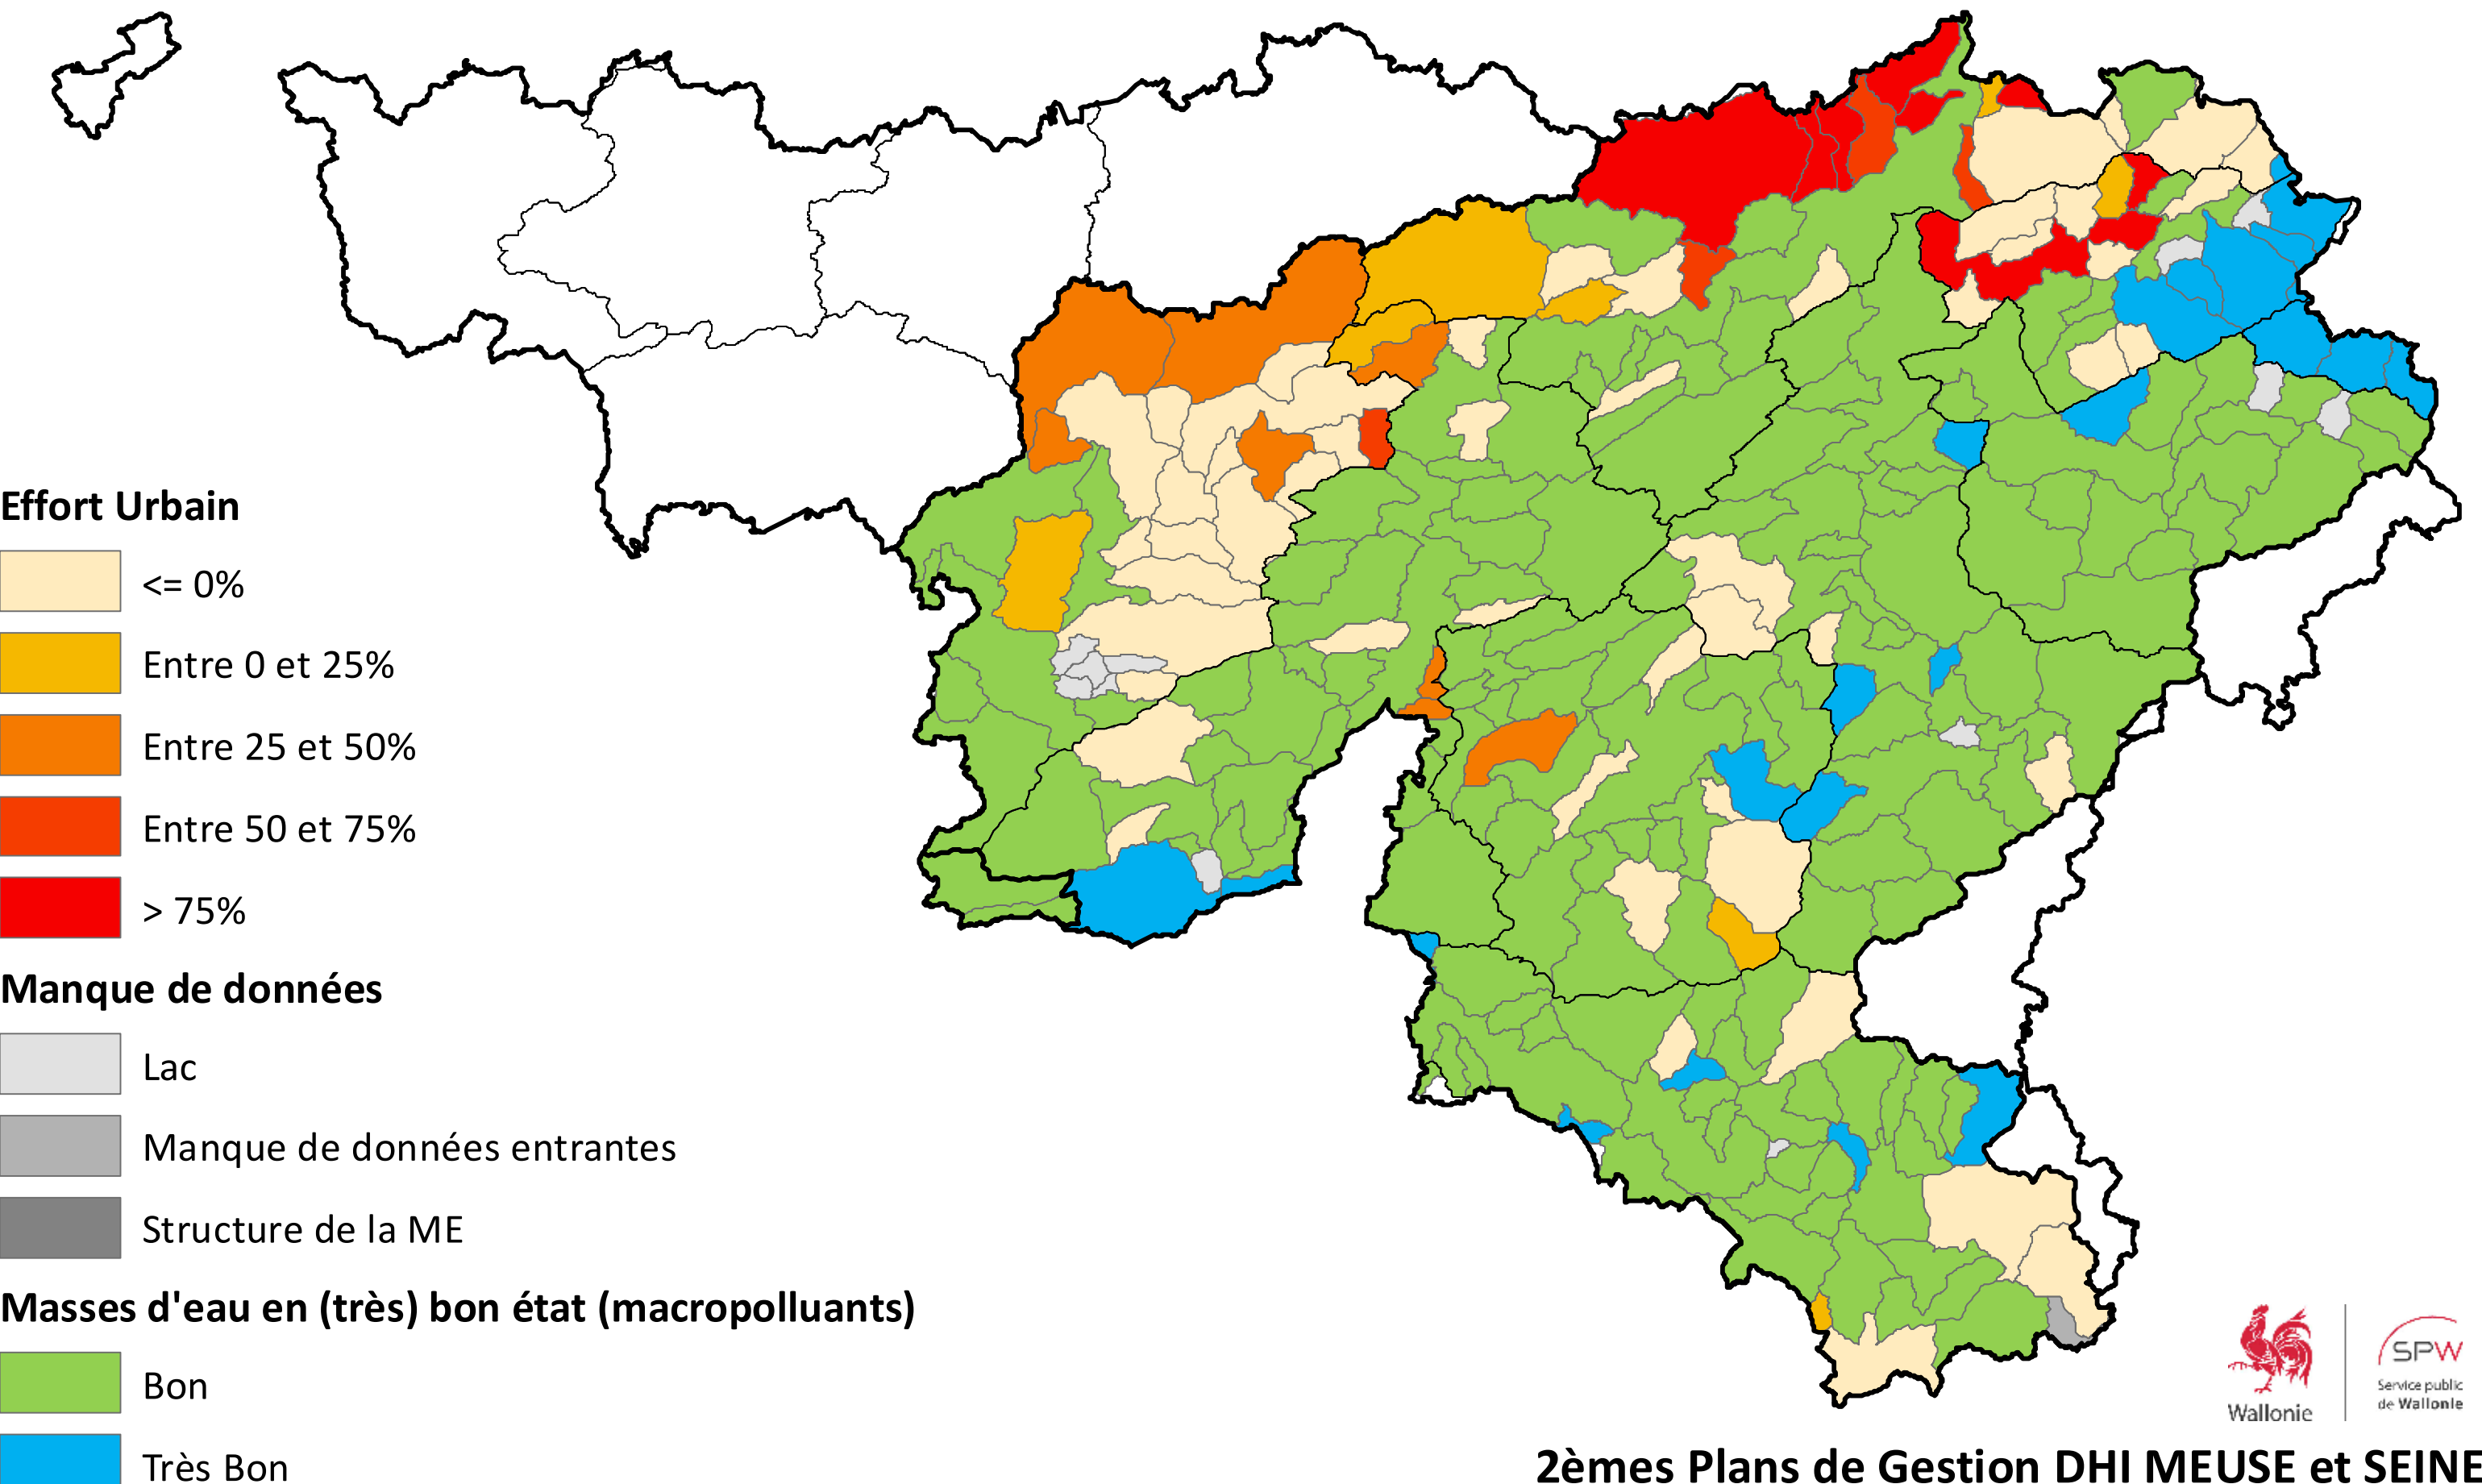 Effort Urbain
<= 0%
Entre 0 et 25%
Entre 25 et 50%
Entre 50 et 75%
> 75%
Manque de données
Lac
Manque de données entrantes
Structure de la ME
Masses d'eau en (très) bon état (macropolluants)
Bon
Très Bon
Wallonie
SPW
Service public
de Wallonie
2èmes Plans de Gestion DHI MEUSE et SEINE